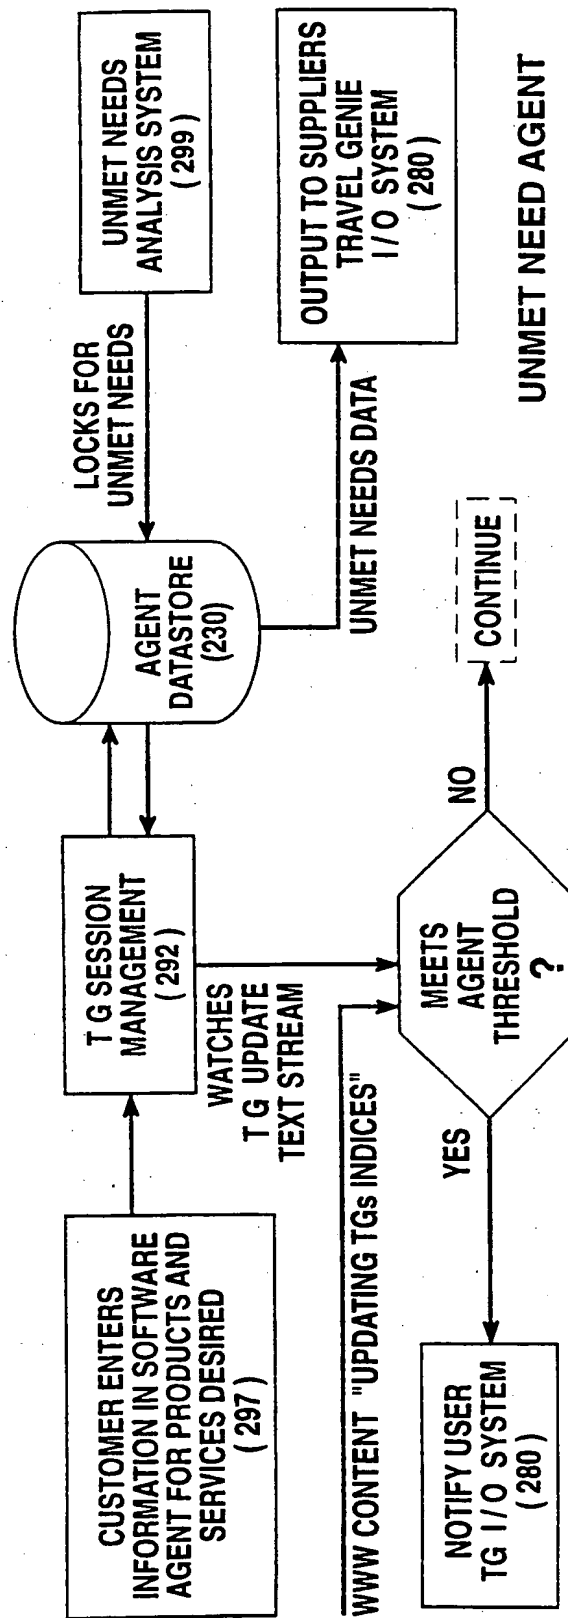 CUSTOMER ENTERS
INFORMATION IN SOFTWARE
AGENT FOR PRODUCTS AND
SERVICES DESIRED
(297)
T G SESSION
MANAGEMENT
(292)
AGENT
DATASTORE
(230)
LOCKS FOR
UNMET NEEDS
UNMET NEEDS
ANALYSIS SYSTEM
(299)
WATCHES
T G UPDATE
TEXT STREAM
UNMET NEEDS DATA
OUTPUT TO SUPPLIERS
TRAVEL GENIE
I/O SYSTEM
(280)
WWW CONTENT "UPDATING TGs INDICES"
NOTIFY USER
TG I/O SYSTEM
(280)
YES
MEETS
AGENT
THRESHOLD
?
NO
CONTINUE
UNMET NEED AGENT